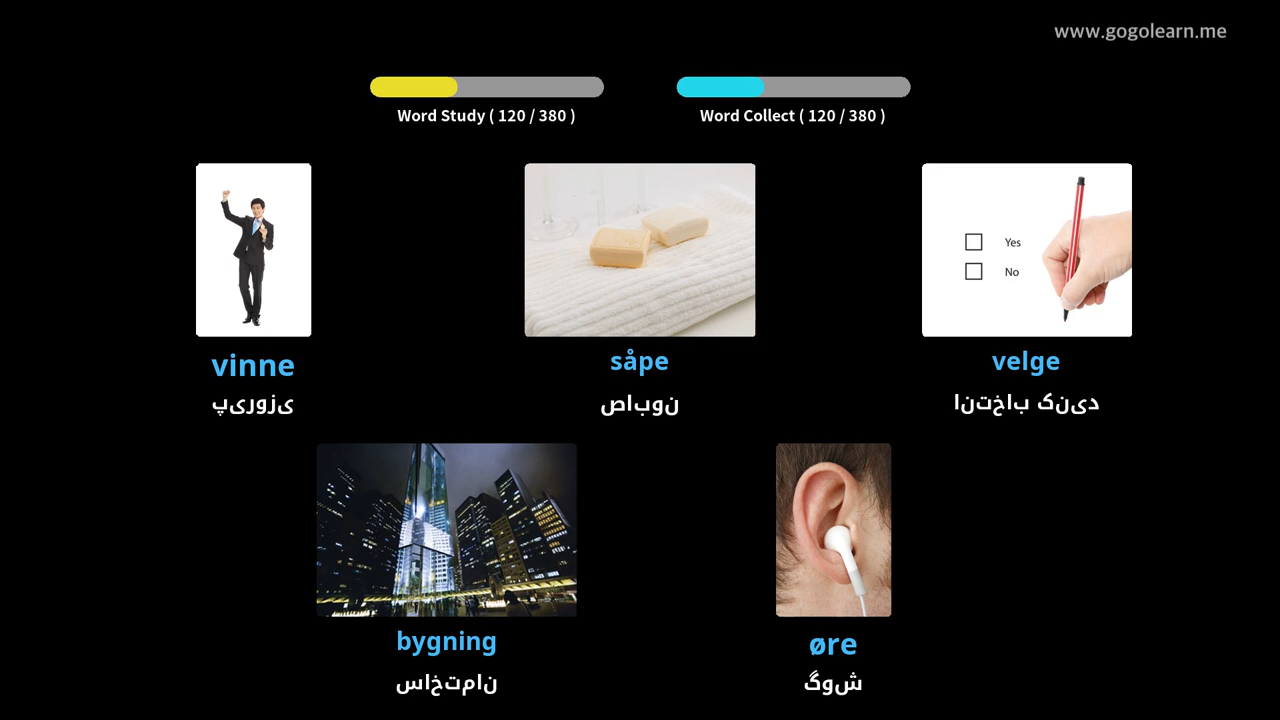 www.gogolearn.me
Word Study ( 120 / 380 )
Word Collect ( 120 / 380 )
Yes
No
vinne
såpe
velge
پیروزی
صابون
انتخاب کنید
bygning
øre
ساختمان
گوش